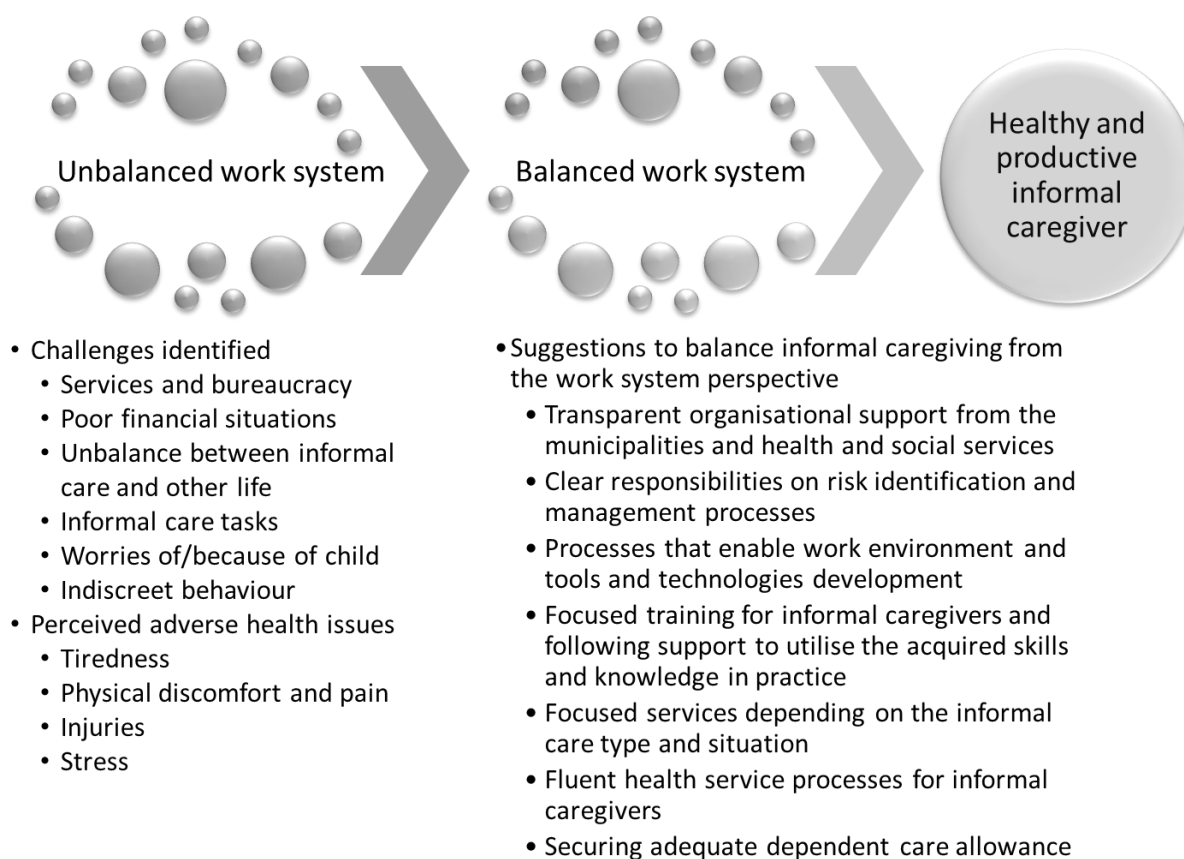 Unbalanced work system
Balanced work system
Healthy and
productive
informal
caregiver
• Challenges identified
• Services and bureaucracy
• Poor financial situations
• Unbalance between informal
care and other life
• Informal care tasks
• Worries of/because of child
• Indiscreet behaviour
• Perceived adverse health issues
• Tiredness
• Physical discomfort and pain
• Injuries
• Stress
• Suggestions to balance informal caregiving from
the work system perspective
• Transparent organisational support from the
municipalities and health and social services
• Clear responsibilities on risk identification and
management processes
• Processes that enable work environment and
tools and technologies development
• Focused training for informal caregivers and
following support to utilise the acquired skills
and knowledge in practice
• Focused services depending on the informal
care type and situation
• Fluent health service processes for informal
caregivers
• Securing adequate dependent care allowance